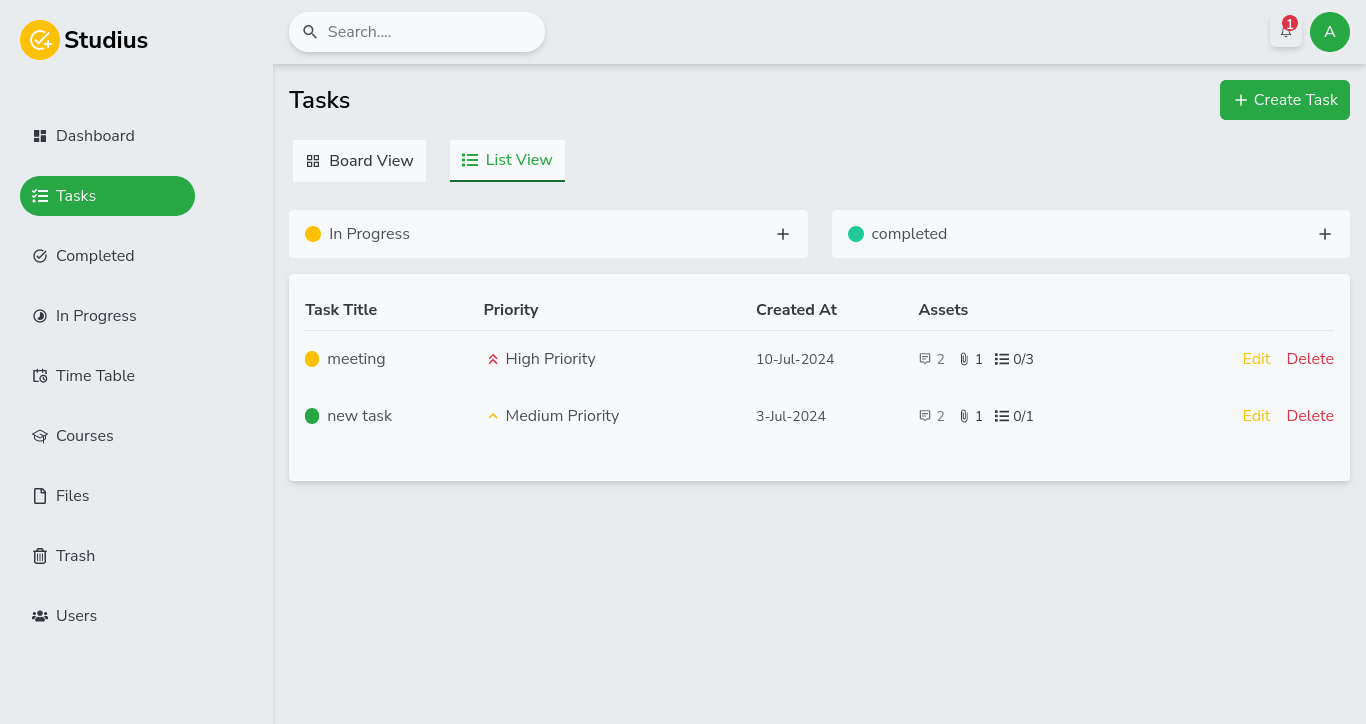 Studius
Search....
1
A
Dashboard
Tasks
Completed
In Progress
Time Table
Courses
Files
Trash
Users
Tasks
+ Create Task
Board View
List View
In Progress +
completed +
Task Title Priority Created At Assets
meeting High Priority 10-Jul-2024 2 1 0/3 Edit Delete
new task Medium Priority 3-Jul-2024 2 1 0/1 Edit Delete